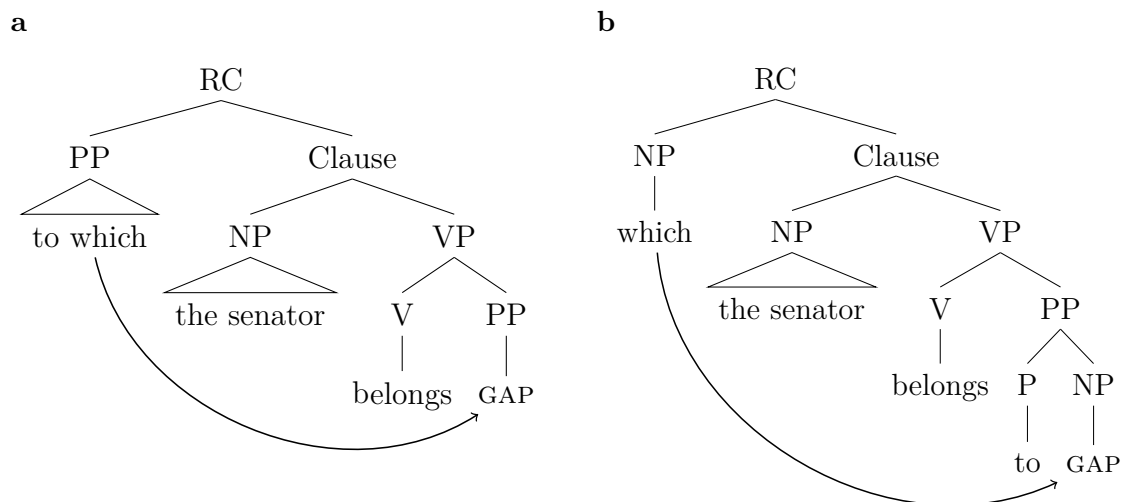 a
RC
PP Clause
to which NP VP
the senator V PP
belongs GAP
b
RC
NP Clause
which NP VP
the senator V PP
belongs P NP
to GAP